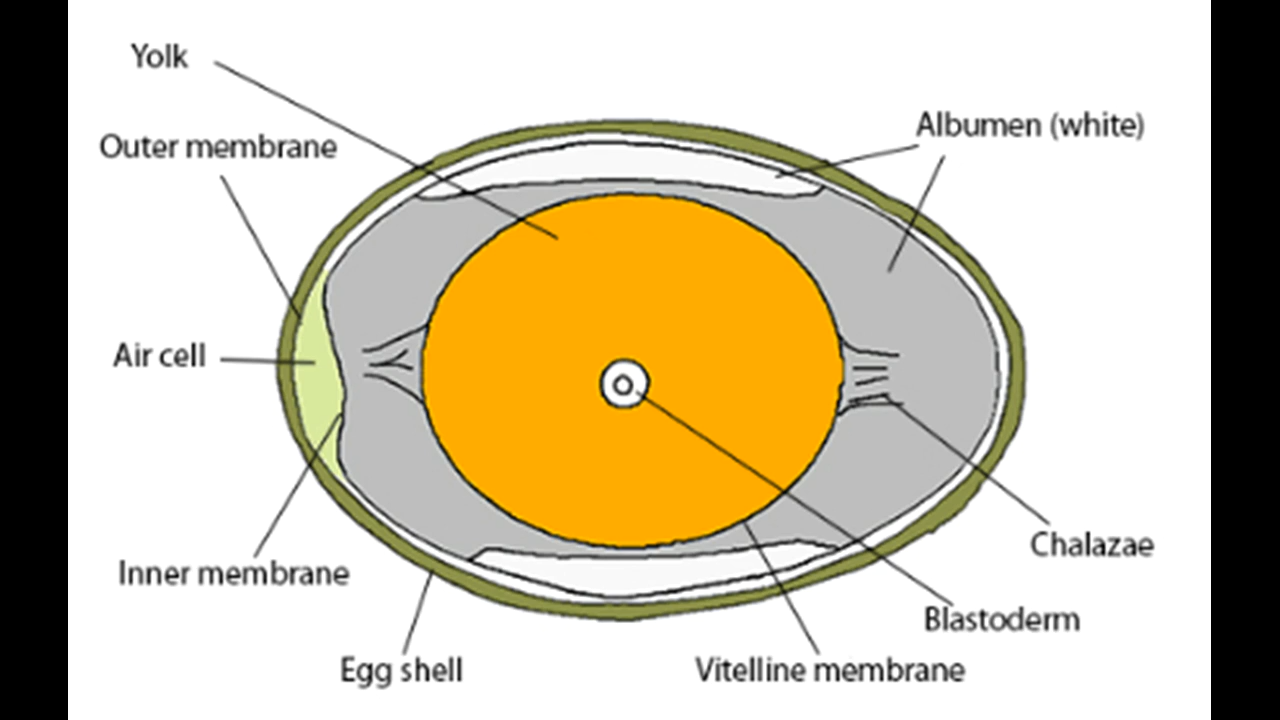 Yolk
Albumen (white)
Outer membrane
Air cell
Chalazae
Inner membrane
Blastoderm
Egg shell
Vitelline membrane